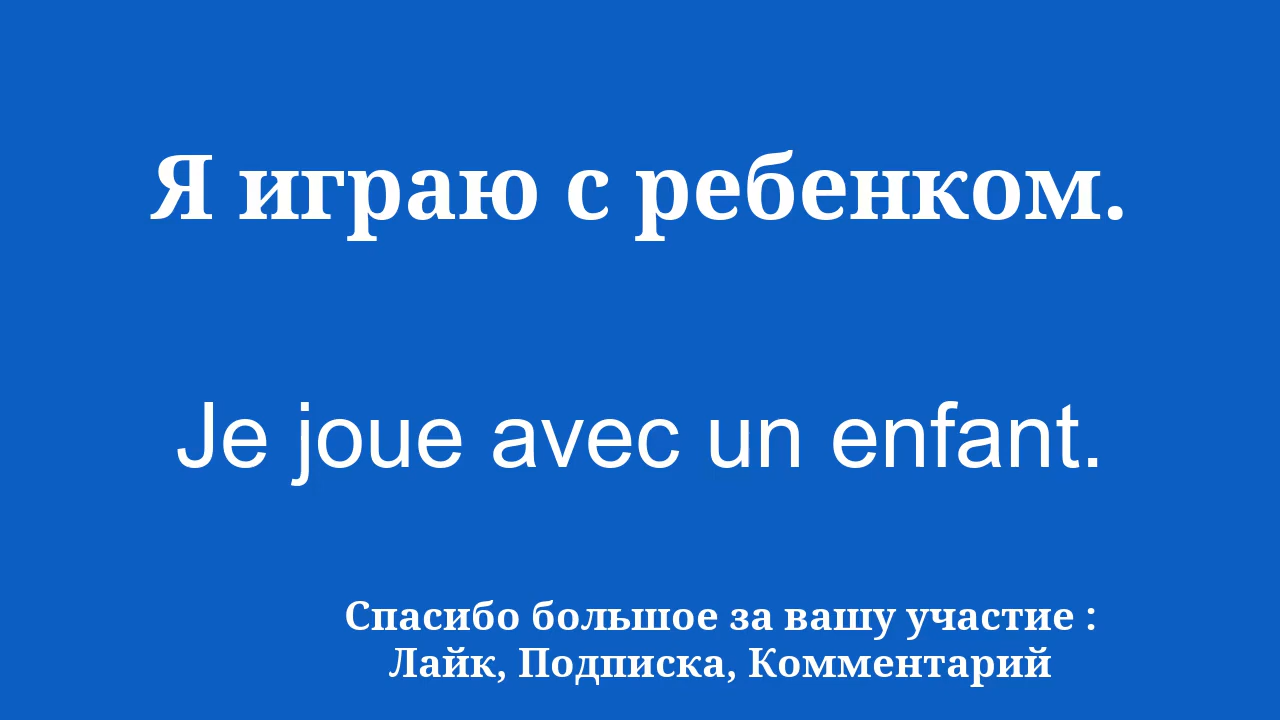 Я играю с ребенком.
Je joue avec un enfant.
Спасибо большое за вашу участие :
Лайк, Подписка, Комментарий